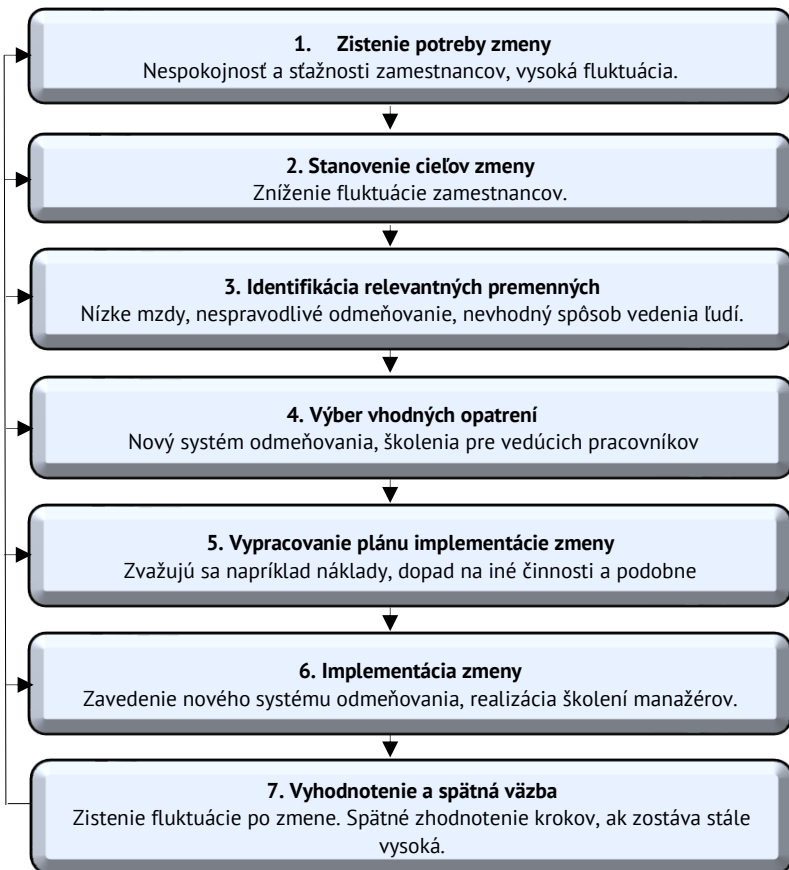 1. Zistenie potreby zmeny
Nespokojnosť a sťažnosti zamestnancov, vysoká fluktuácia.
2. Stanovenie cieľov zmeny
Zníženie fluktuácie zamestnancov.
3. Identifikácia relevantných premenných
Nízke mzdy, nespravodlivé odmeňovanie, nevhodný spôsob vedenia ľudí.
4. Výber vhodných opatrení
Nový systém odmeňovania, školenia pre vedúcich pracovníkov
5. Vypracovanie plánu implementácie zmeny
Zvažujú sa napríklad náklady, dopad na iné činnosti a podobne
6. Implementácia zmeny
Zavedenie nového systému odmeňovania, realizácia školení manažérov.
7. Vyhodnotenie a spätná väzba
Zistenie fluktuácie po zmene. Spätné zhodnotenie krokov, ak zostáva stále
vysoká.